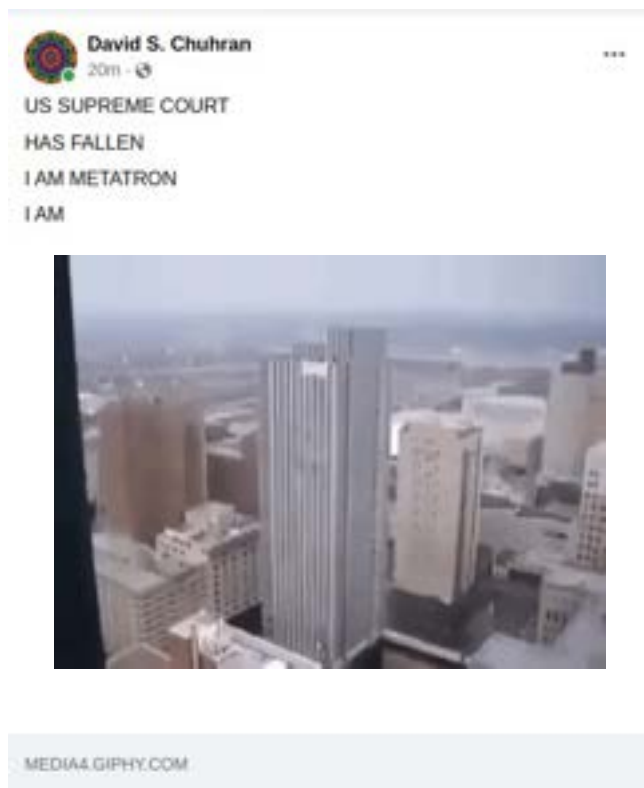 David S. Chuhran
20m ·
US SUPREME COURT
HAS FALLEN
I AM METATRON
I AM
MEDIA4.GIPHY.COM